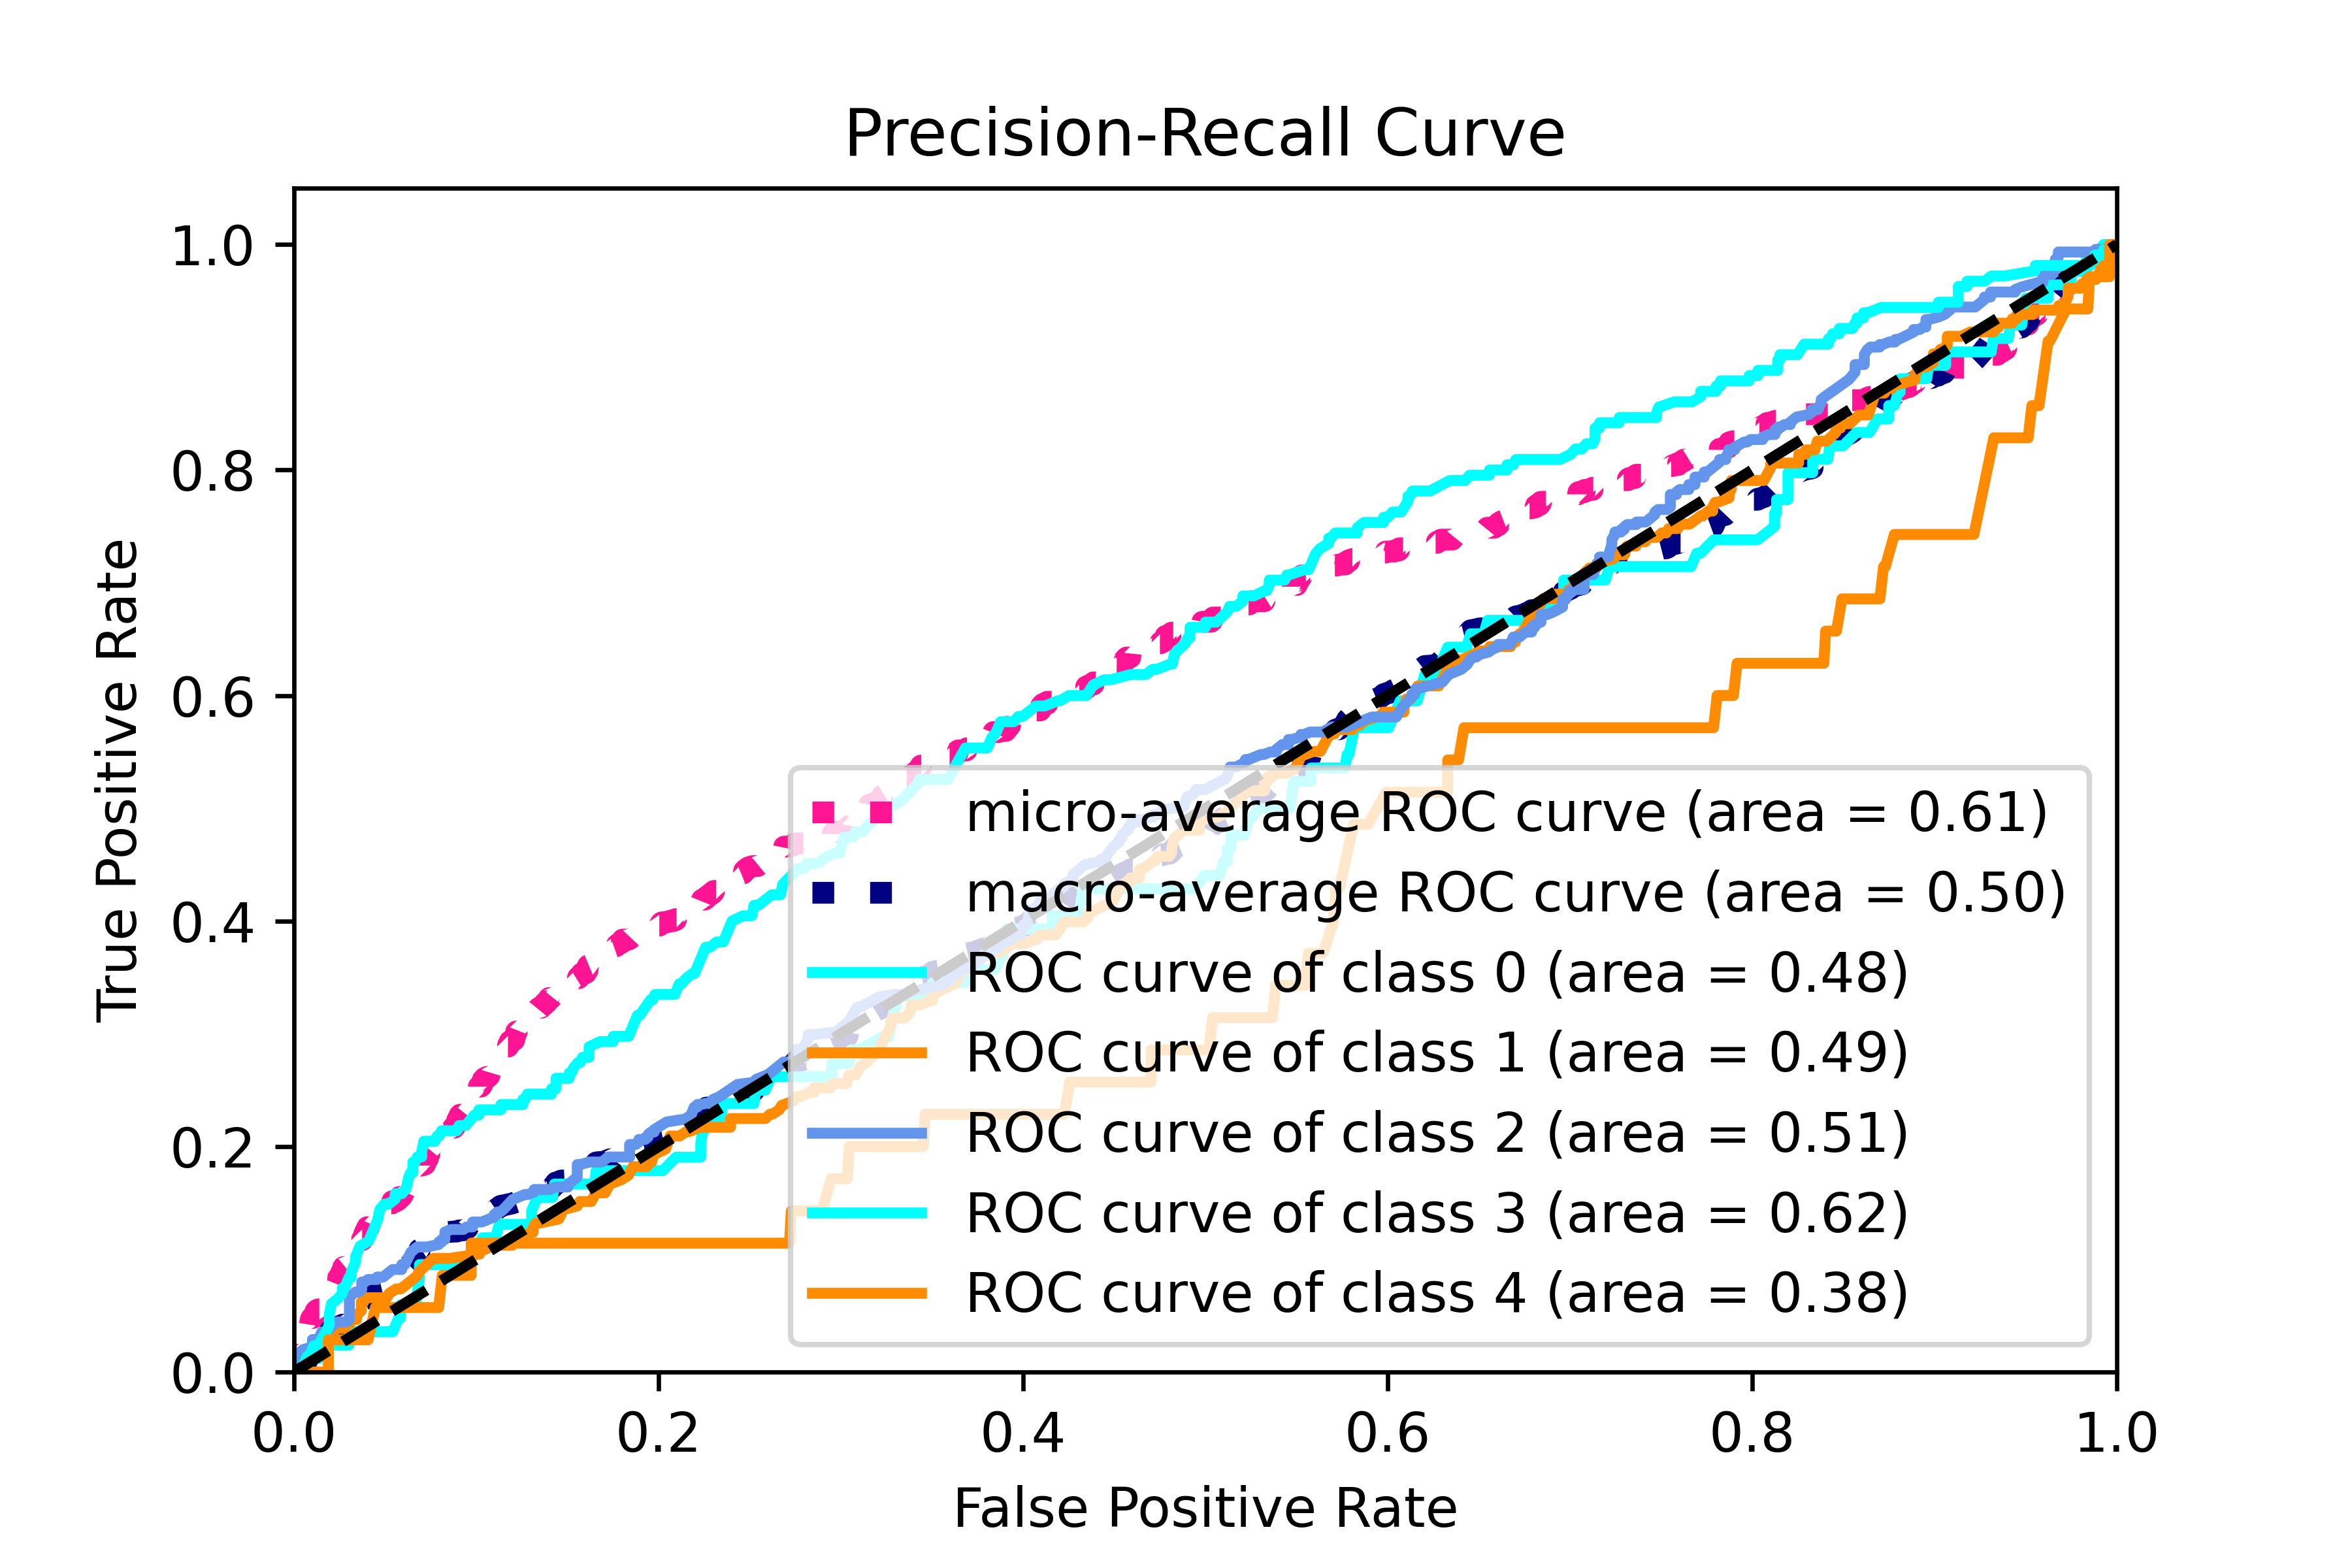 Precision-Recall Curve
True Positive Rate
1.0
0.8
0.6
0.4
0.2
0.0
micro-average ROC curve (area = 0.61)
macro-average ROC curve (area = 0.50)
ROC curve of class 0 (area = 0.48)
ROC curve of class 1 (area = 0.49)
ROC curve of class 2 (area = 0.51)
ROC curve of class 3 (area = 0.62)
ROC curve of class 4 (area = 0.38)
0.0 0.2 0.4 0.6 0.8 1.0
False Positive Rate